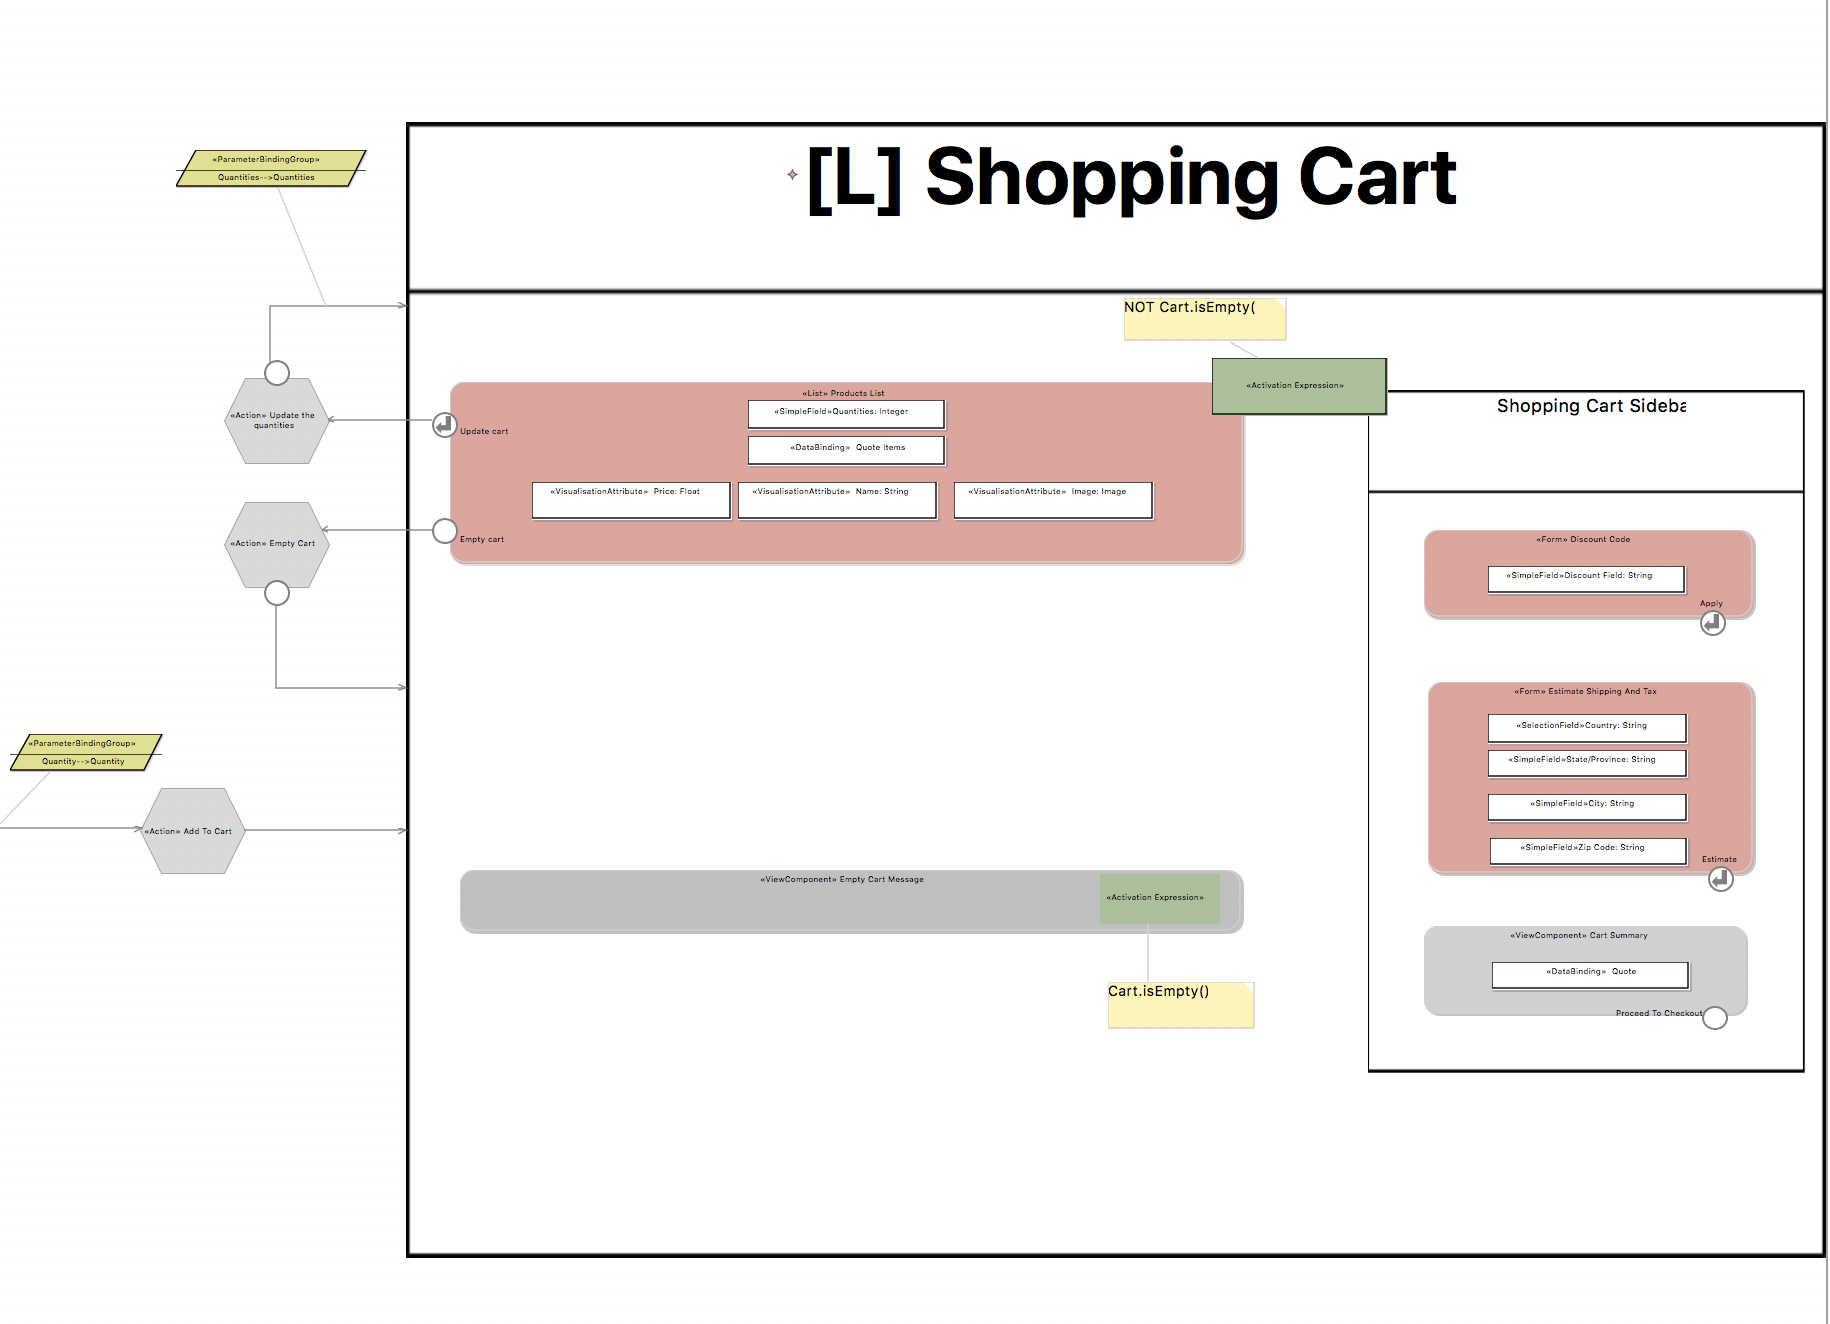 [L] Shopping Cart
«ParameterBindingGroup»
Quantities-->Quantities
NOT Cart.isEmpty(
«Activation Expression»
«List» Products List
«SimpleField»Quantities: Integer
«DataBinding» Quote Items
«VisualisationAttribute» Price: Float
«VisualisationAttribute» Name: String
«VisualisationAttribute» Image: Image
Update cart
Empty cart
«Action» Update the
quantities
«Action» Empty Cart
«ParameterBindingGroup»
Quantity-->Quantity
«Action» Add To Cart
«ViewComponent» Empty Cart Message
«Activation Expression»
Cart.isEmpty()
Shopping Cart Sideba
«Form» Discount Code
«SimpleField»Discount Field: String
Apply
«Form» Estimate Shipping And Tax
«SelectionField»Country: String
«SimpleField»State/Province: String
«SimpleField»City: String
«SimpleField»Zip Code: String
Estimate
«ViewComponent» Cart Summary
«DataBinding» Quote
Proceed To Checkout